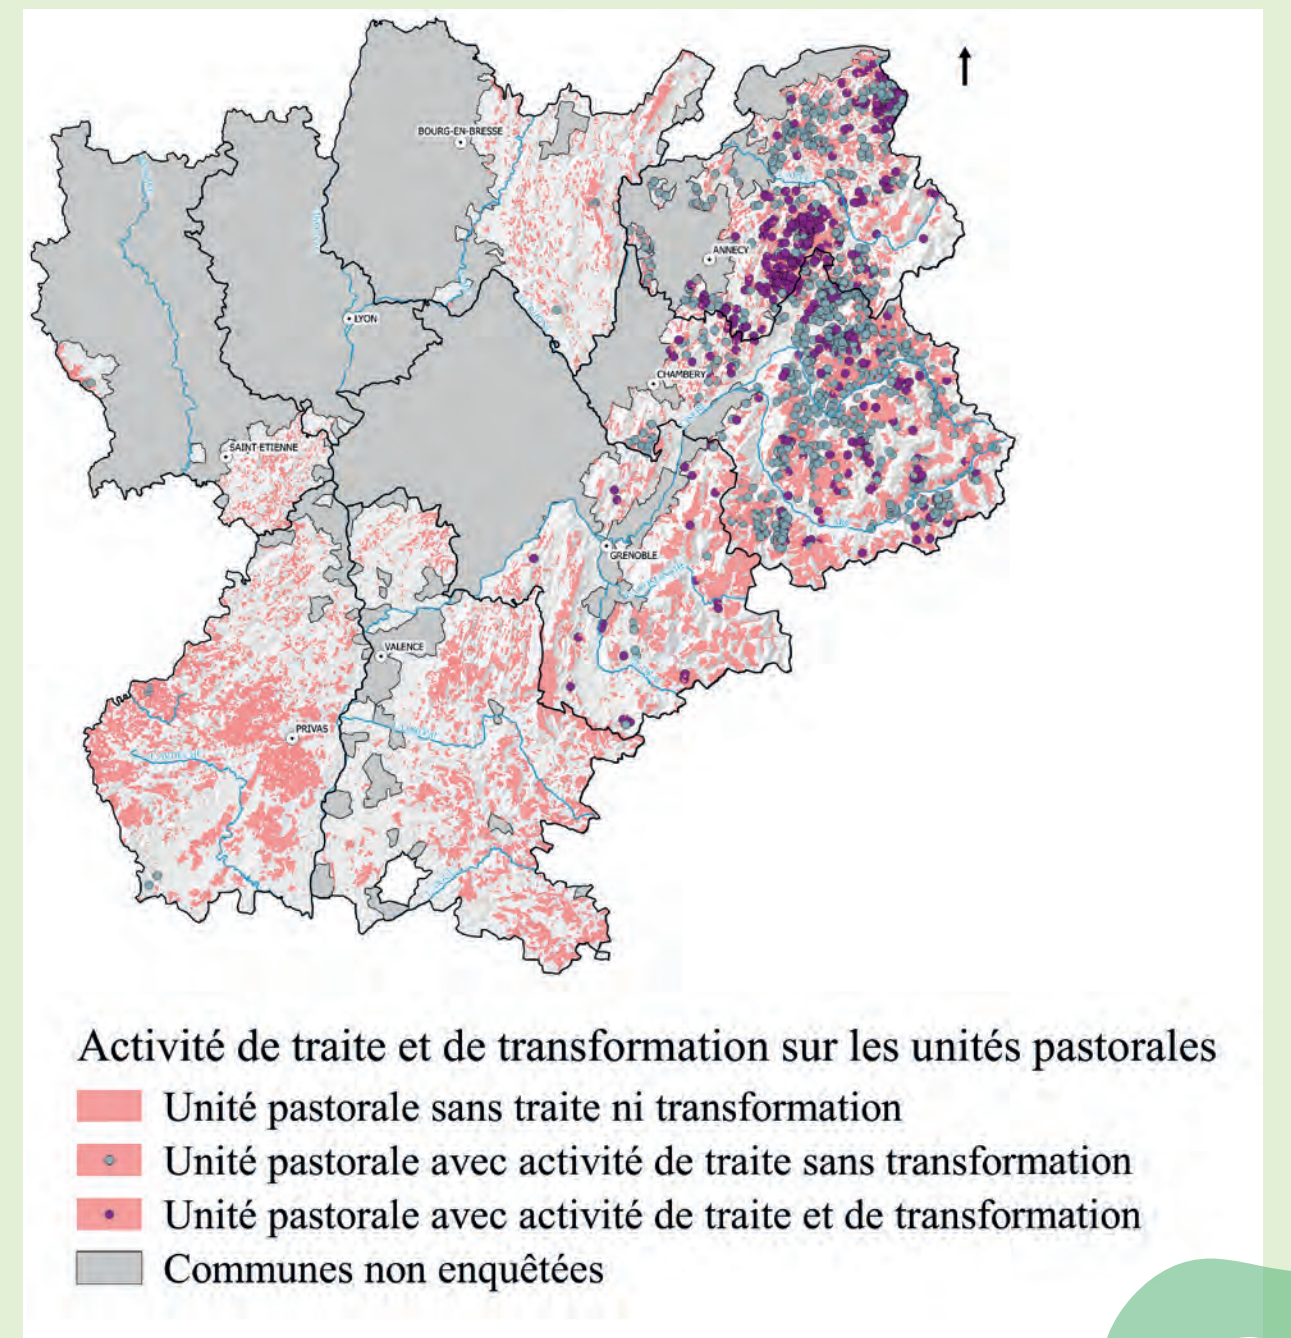 BOURG-EN-BRESSE
ANNECY
LYON
CHAMBERY
SAINT-ETIENNE
GRENOBLE
VALENCE
PRIVAS
Activité de traite et de transformation sur les unités pastorales
Unité pastorale sans traite ni transformation
Unité pastorale avec activité de traite sans transformation
Unité pastorale avec activité de traite et de transformation
Communes non enquêtées